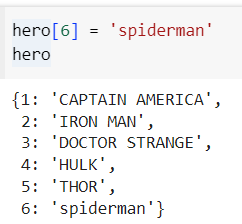 hero[6] = 'spiderman'
hero
{1: 'CAPTAIN AMERICA',
2: 'IRON MAN',
3: 'DOCTOR STRANGE',
4: 'HULK',
5: 'THOR',
6: 'spiderman'}